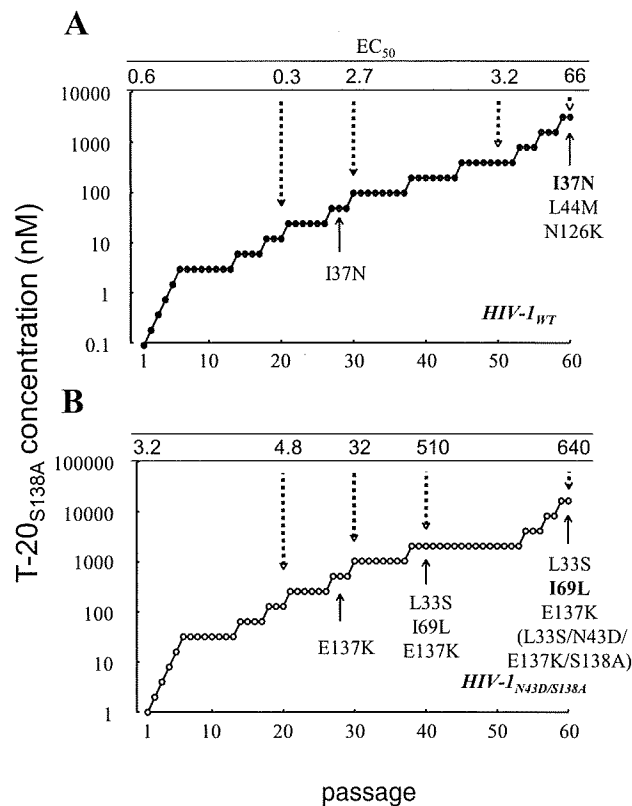 A
EC50
0.6 0.3 2.7 3.2 66
10000
1000
100
10
1
0.1
I37N
I37N
L44M
N126K
HIV-1WT
1 10 20 30 40 50 60
T-20S138A concentration (nM)
B
3.2 4.8 32 510 640
100000
10000
1000
100
10
1
E137K
L33S
I69L
E137K
L33S
I69L
E137K
(L33S/N43D/
E137K/S138A)
HIV-1N43D/S138A
1 10 20 30 40 50 60
passage